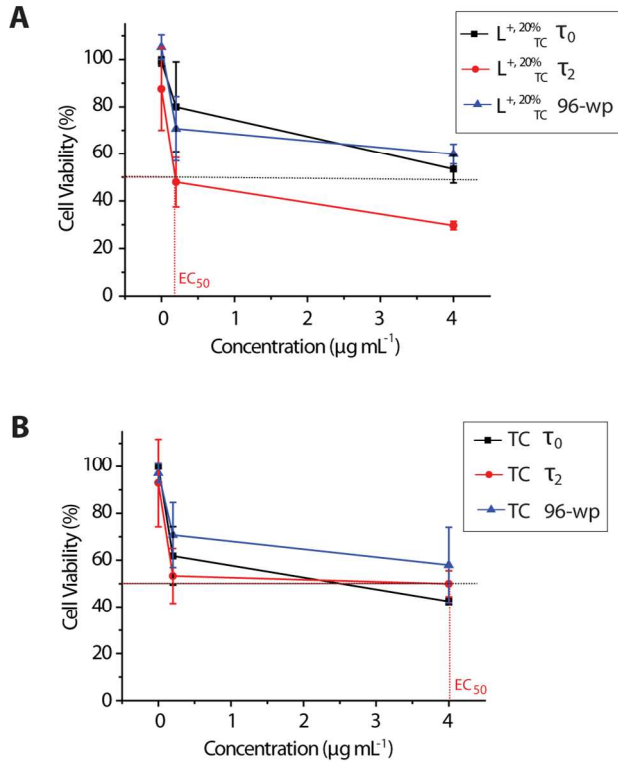 A
100
80
60
40
20
0
Cell Viability (%)
EC50
0 1 2 3 4
Concentration (µg mL-1)
L+, 20% TC τ0
L+, 20% TC τ2
L+, 20% TC 96-wp
B
100
80
60
40
20
0
Cell Viability (%)
EC50
0 1 2 3 4
Concentration (µg mL-1)
TC τ0
TC τ2
TC 96-wp